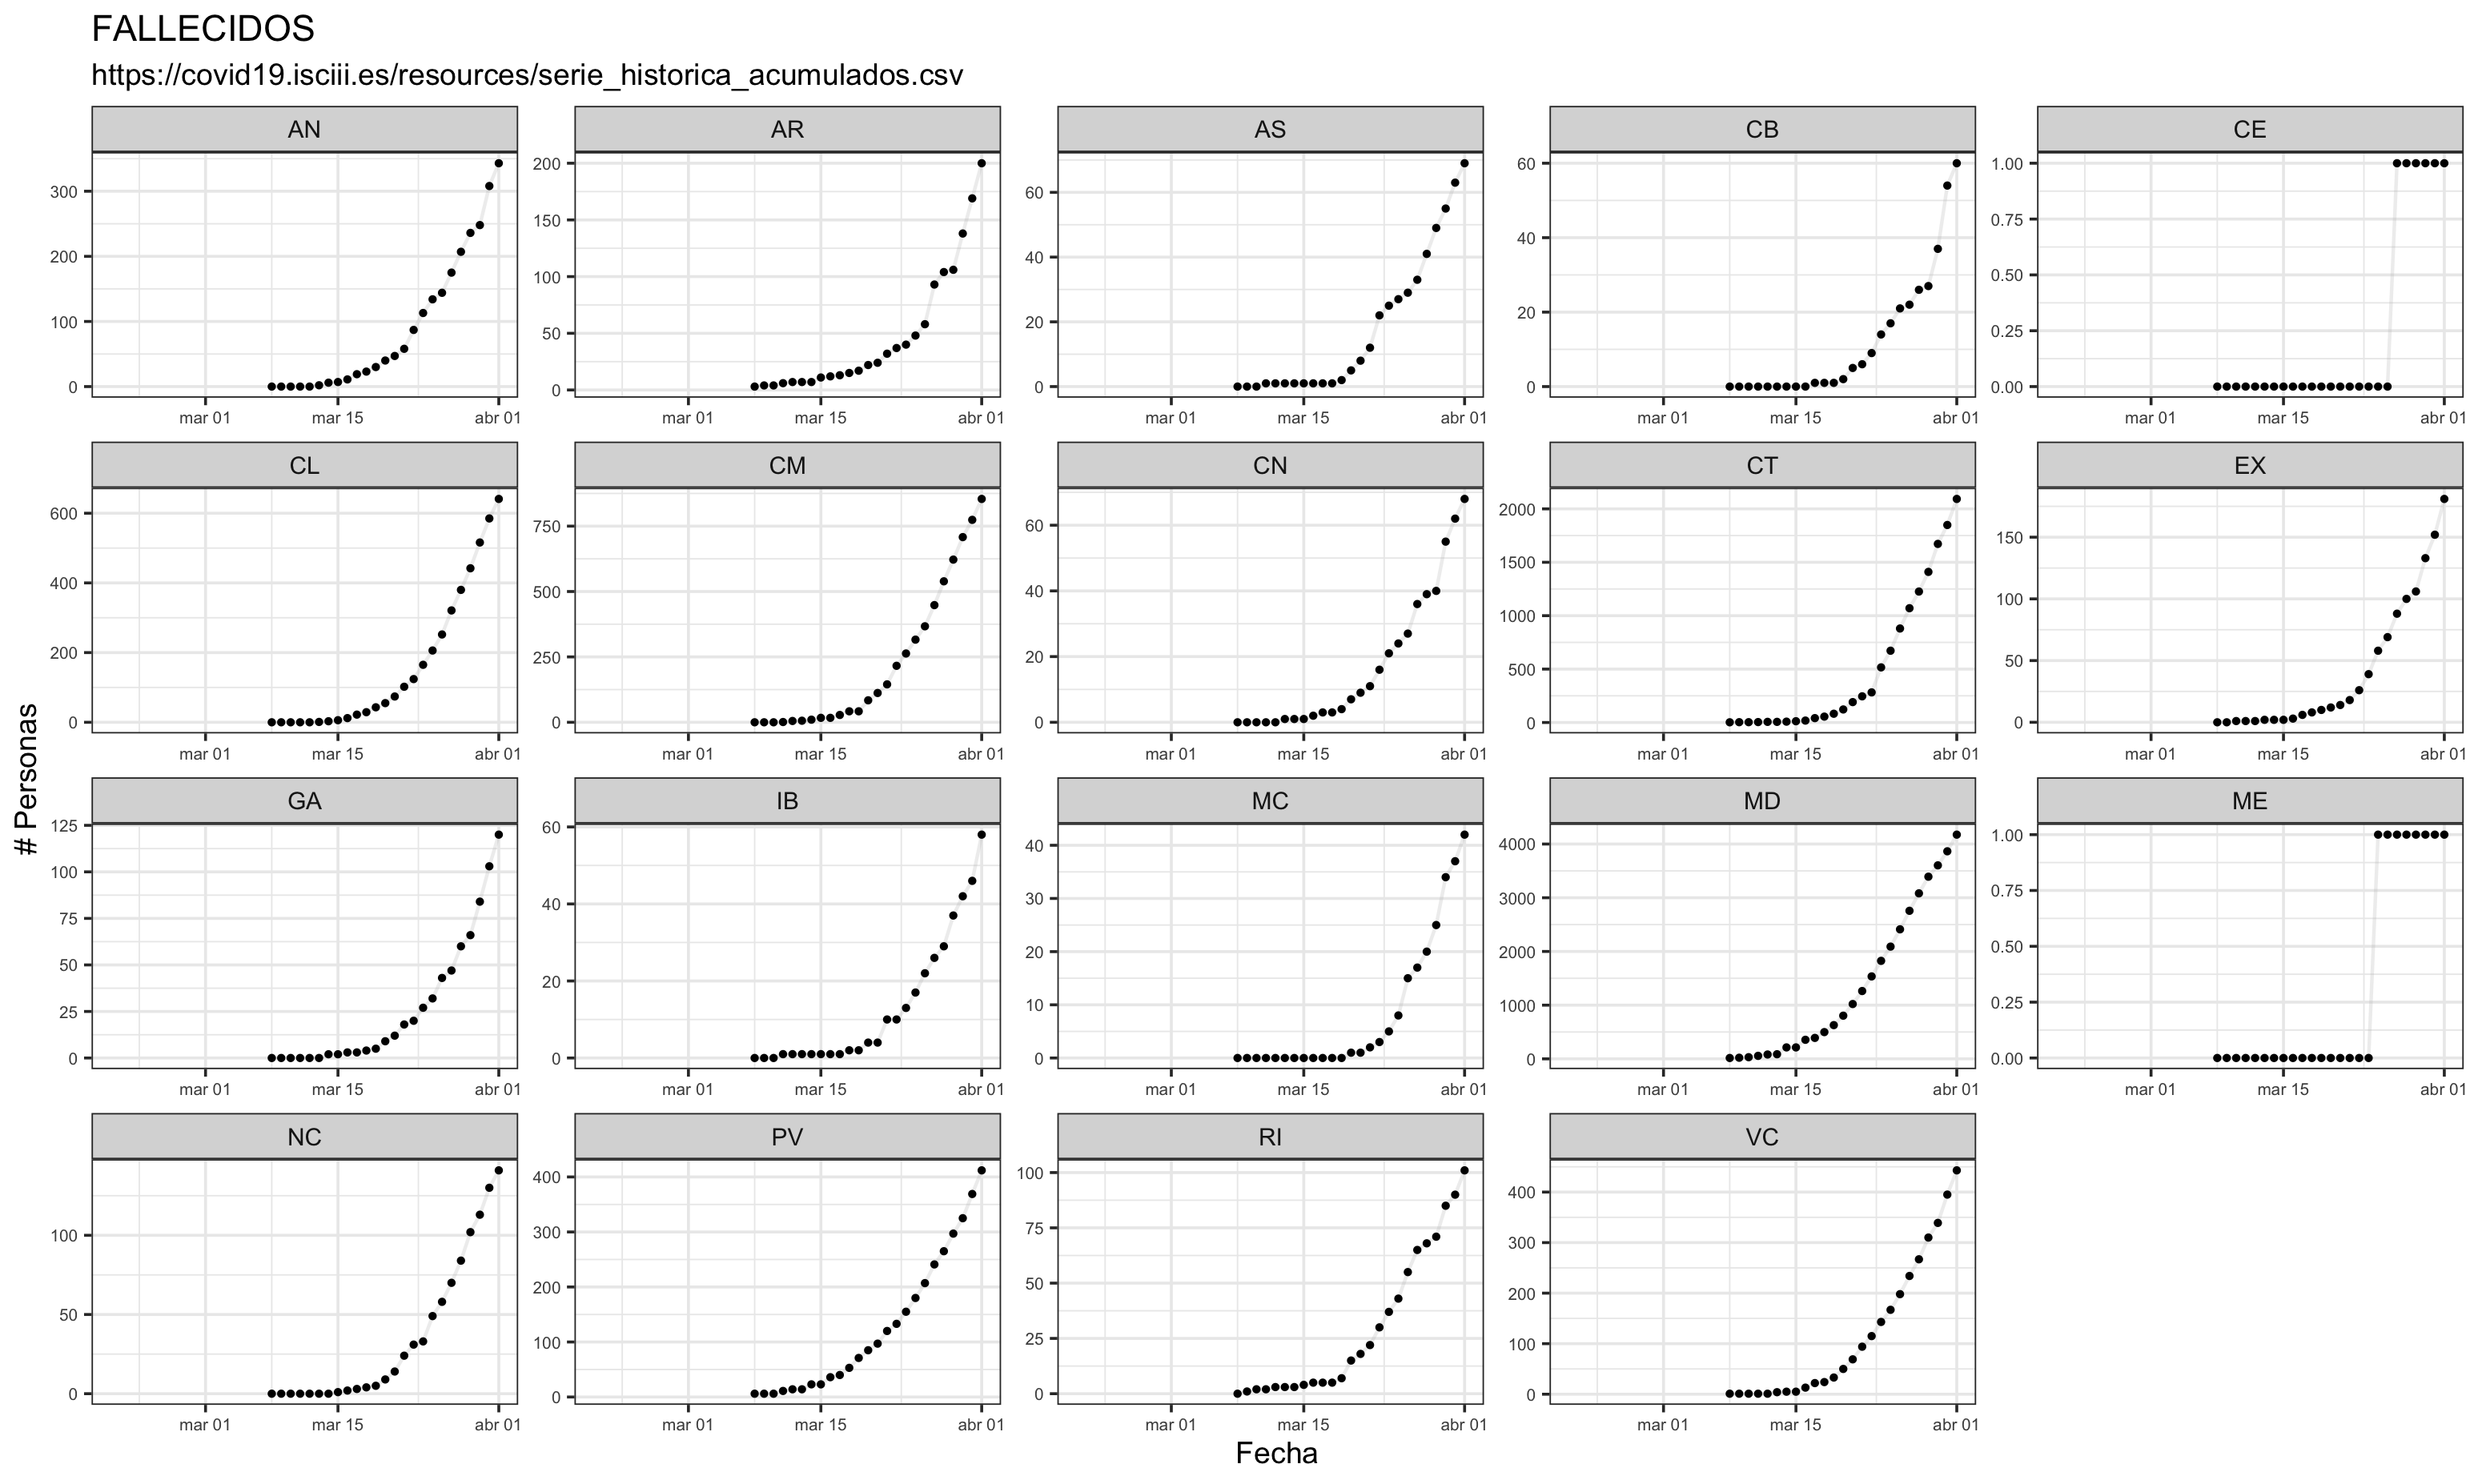 FALLECIDOS
https://covid19.isciii.es/resources/serie_historica_acumulados.csv
# Personas
AN
300
200
100
0
mar 01 mar 15 abr 01
AR
200
150
100
50
0
mar 01 mar 15 abr 01
AS
60
40
20
0
mar 01 mar 15 abr 01
CB
60
40
20
0
mar 01 mar 15 abr 01
CE
1.00
0.75
0.50
0.25
0.00
mar 01 mar 15 abr 01
CL
600
400
200
0
mar 01 mar 15 abr 01
CM
750
500
250
0
mar 01 mar 15 abr 01
CN
60
40
20
0
mar 01 mar 15 abr 01
CT
2000
1500
1000
500
0
mar 01 mar 15 abr 01
EX
150
100
50
0
mar 01 mar 15 abr 01
GA
125
100
75
50
25
0
mar 01 mar 15 abr 01
IB
60
40
20
0
mar 01 mar 15 abr 01
MC
40
30
20
10
0
mar 01 mar 15 abr 01
MD
4000
3000
2000
1000
0
mar 01 mar 15 abr 01
ME
1.00
0.75
0.50
0.25
0.00
mar 01 mar 15 abr 01
NC
100
50
0
mar 01 mar 15 abr 01
PV
400
300
200
100
0
mar 01 mar 15 abr 01
RI
100
75
50
25
0
mar 01 mar 15 abr 01
VC
400
300
200
100
0
mar 01 mar 15 abr 01
Fecha